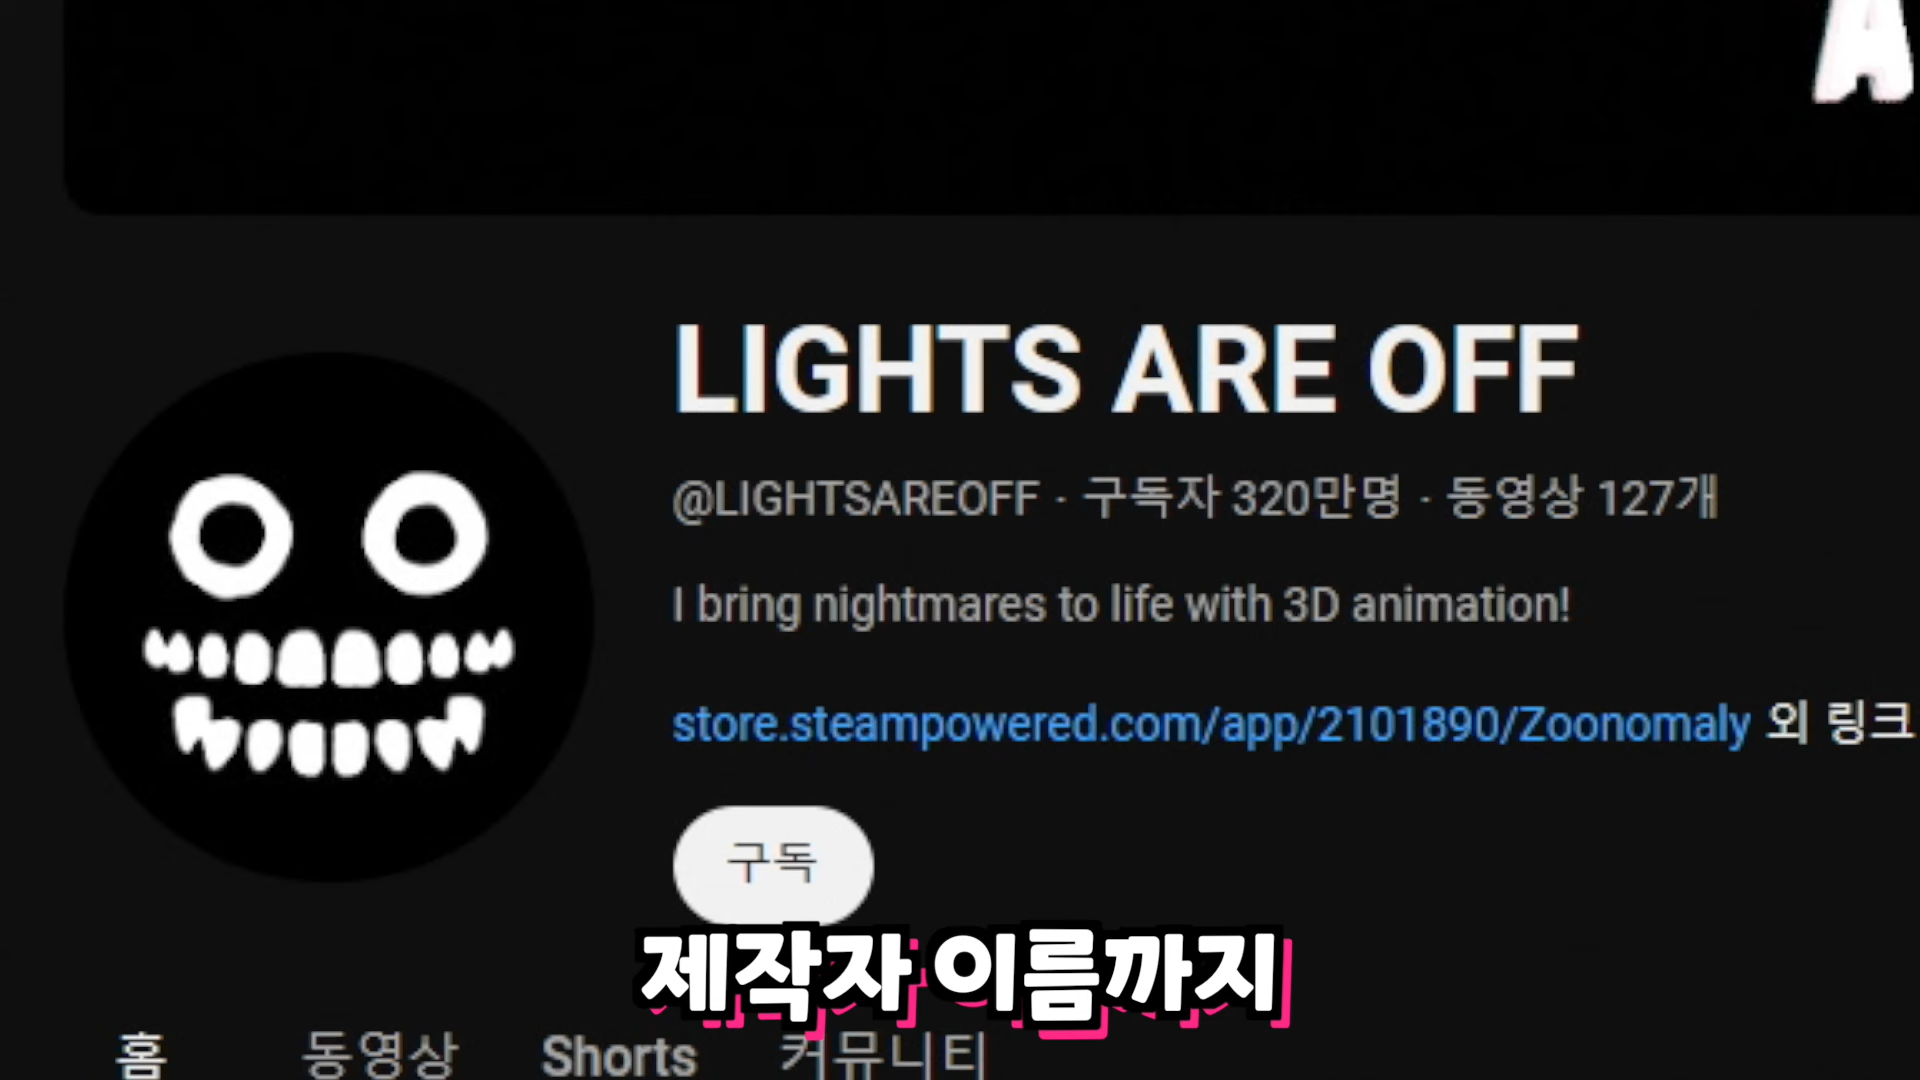 A
LIGHTS ARE OFF
@LIGHTSAREOFF · 구독자 320만명 · 동영상 127개
I bring nightmares to life with 3D animation!
store.steampowered.com/app/2101890/Zoonomaly 외 링크
구독
제작자 이름까지
홈 동영상 Shorts 커뮤니티